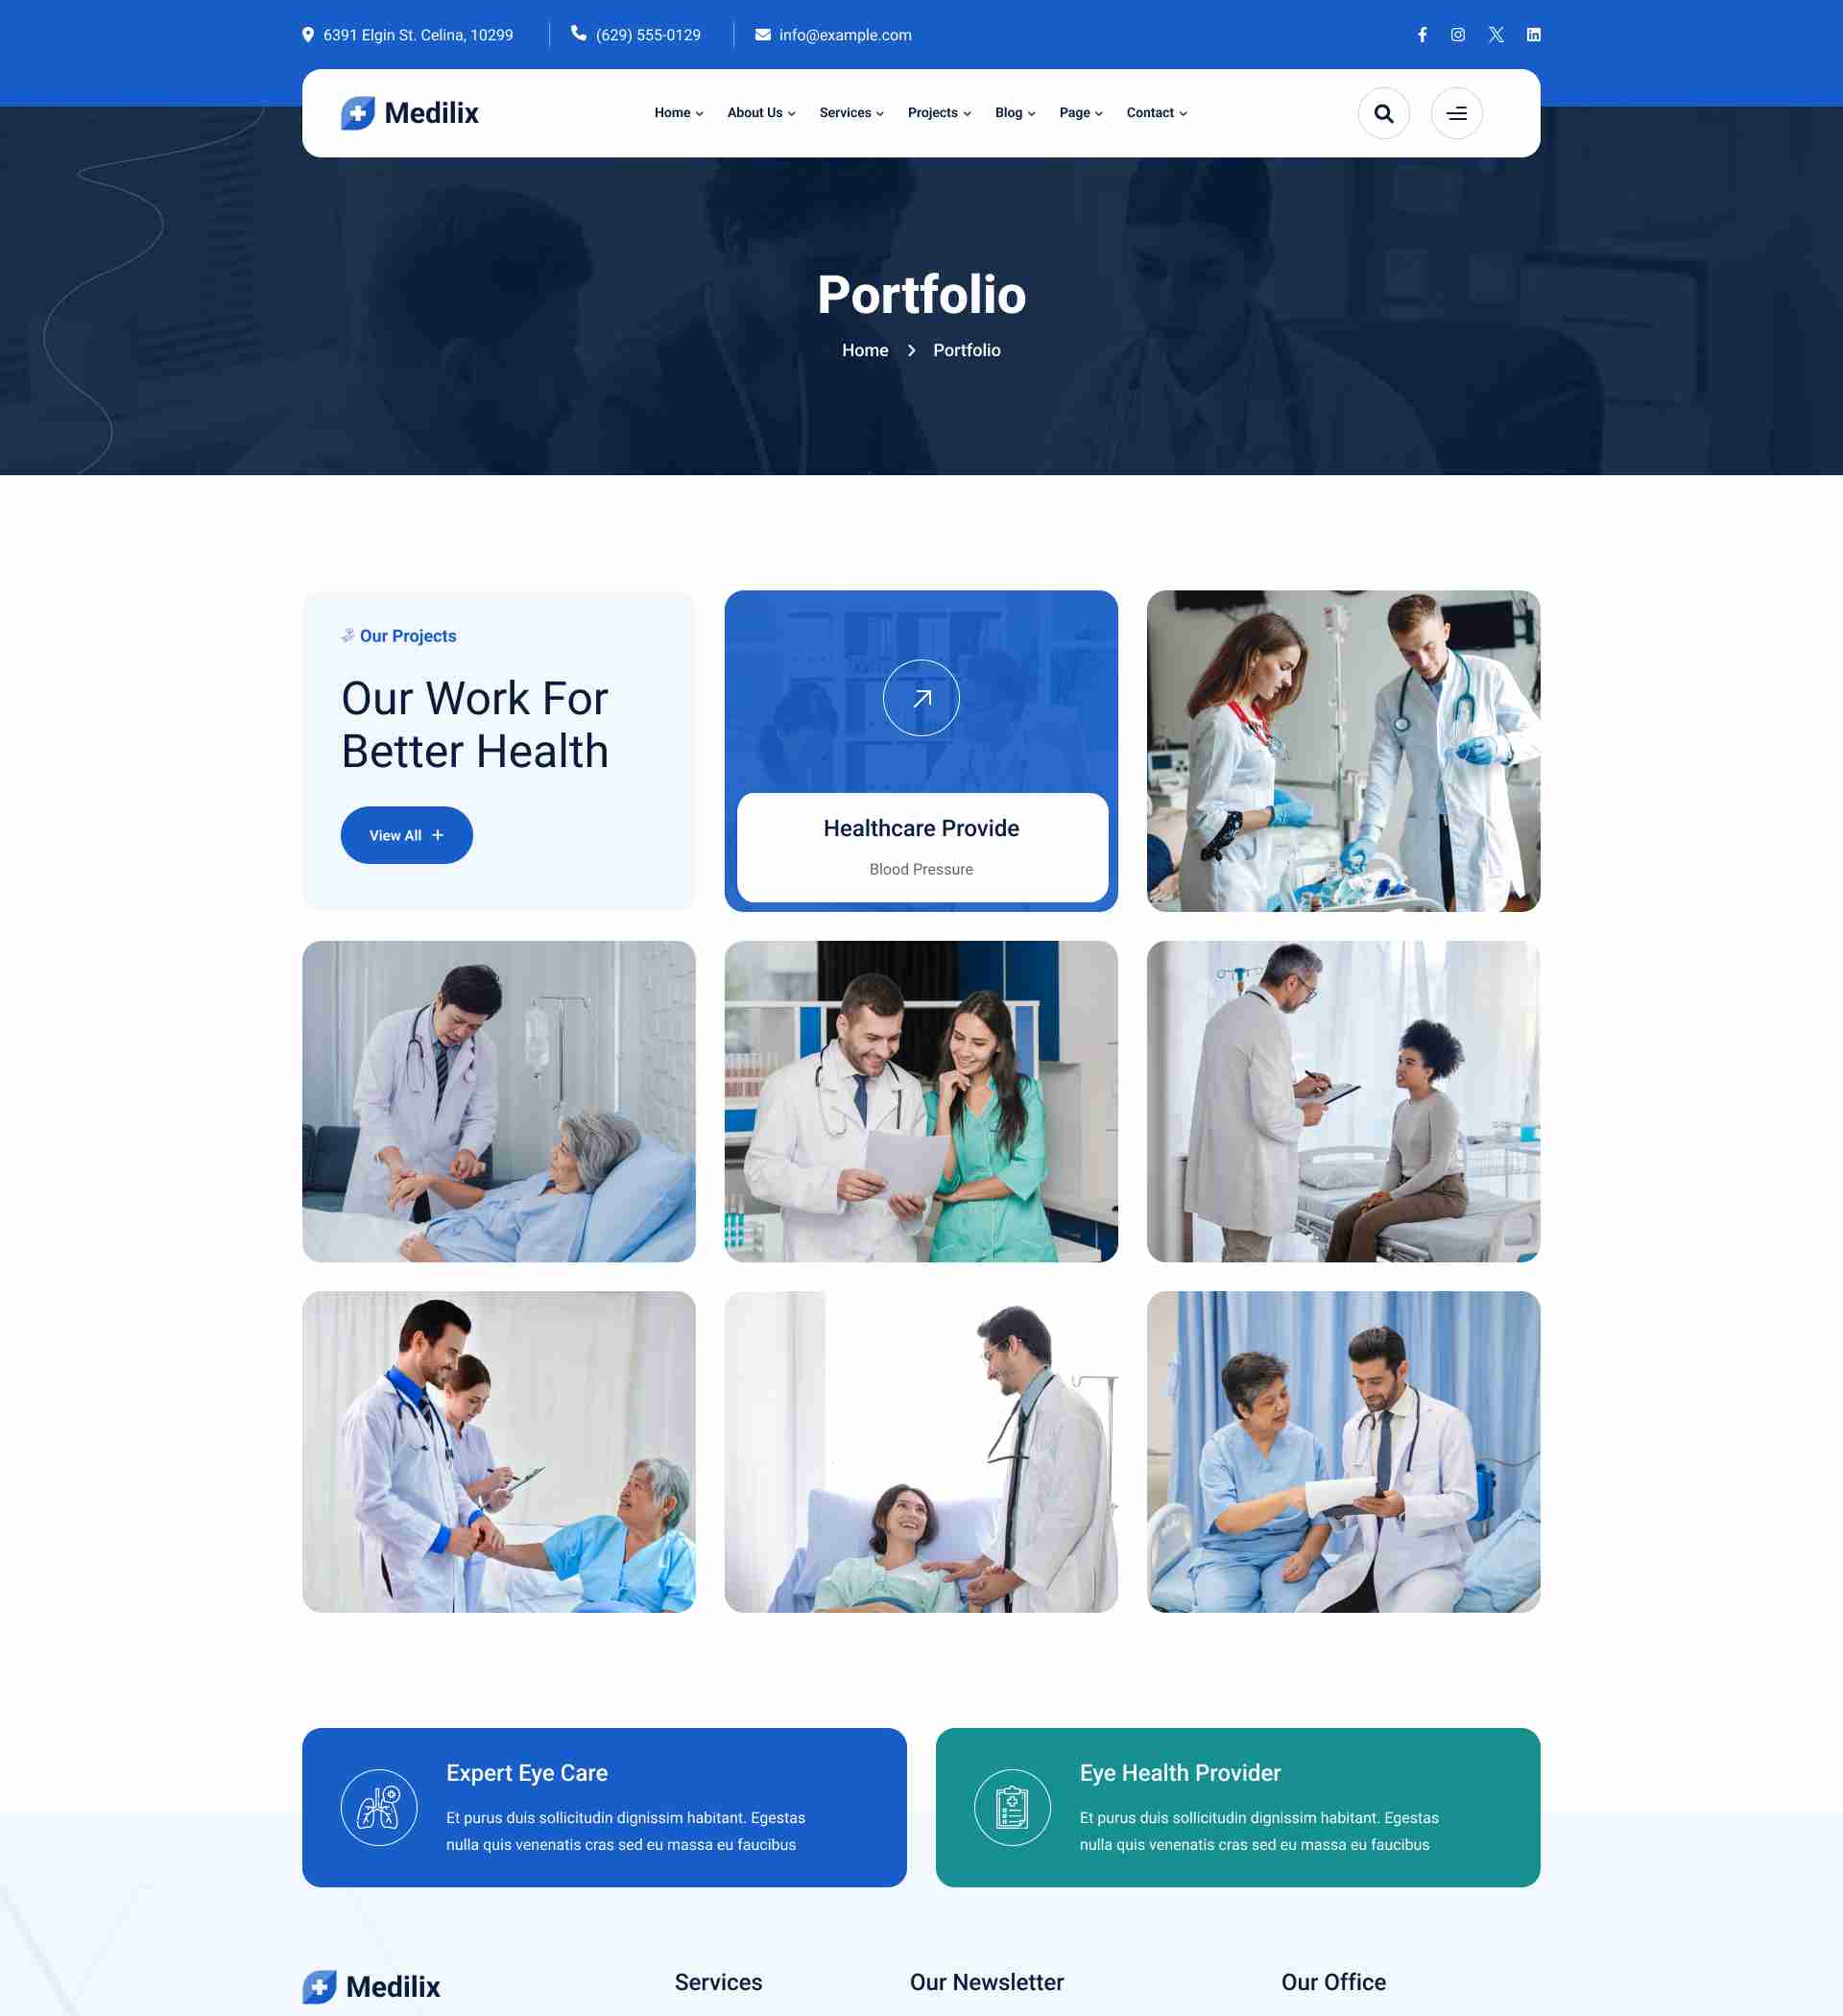 6391 Elgin St. Celina, 10299
(629) 555-0129
info@example.com
Medilix
Home
About Us
Services
Projects
Blog
Page
Contact
Portfolio
Home
Portfolio
Our Projects
Our Work For
Better Health
View All
Healthcare Provide
Blood Pressure
Expert Eye Care
Et purus duis sollicitudin dignissim habitant. Egestas
nulla quis venenatis cras sed eu massa eu faucibus
Eye Health Provider
Et purus duis sollicitudin dignissim habitant. Egestas
nulla quis venenatis cras sed eu massa eu faucibus
Medilix
Services
Our Newsletter
Our Office